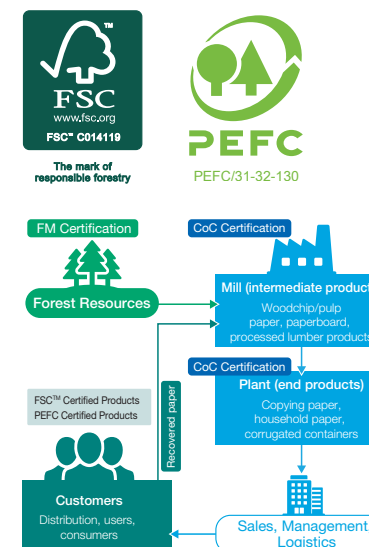 FSC
www.fsc.org
FSC™ C014119
The mark of
responsible forestry
PEFC
PEFC/31-32-130
FM Certification
Forest Resources
CoC Certification
Mill (intermediate product
Woodchip/pulp
paper, paperboard,
processed lumber products
CoC Certification
Plant (end products)
Copying paper,
household paper,
corrugated containers
Recovered paper
FSC™ Certified Products
PEFC Certified Products
Customers
Distribution, users,
consumers
Sales, Management
Logistics